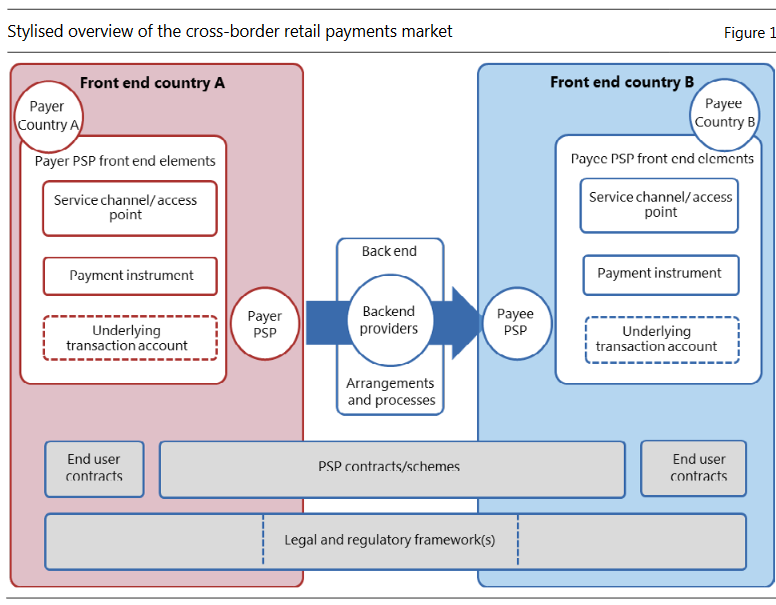 Stylised overview of the cross-border retail payments market
Figure 1
Front end country A
Payer
Country A
Payer PSP front end elements
Service channel/ access
point
Payment instrument
Underlying
transaction account
Payer
PSP
Back end
Backend
providers
Arrangements
and processes
Front end country B
Payee
Country B
Payee PSP front end elements
Service channel/ access
point
Payment instrument
Underlying
transaction account
Payee
PSP
End user
contracts
PSP contracts/schemes
End user
contracts
Legal and regulatory framework(s)